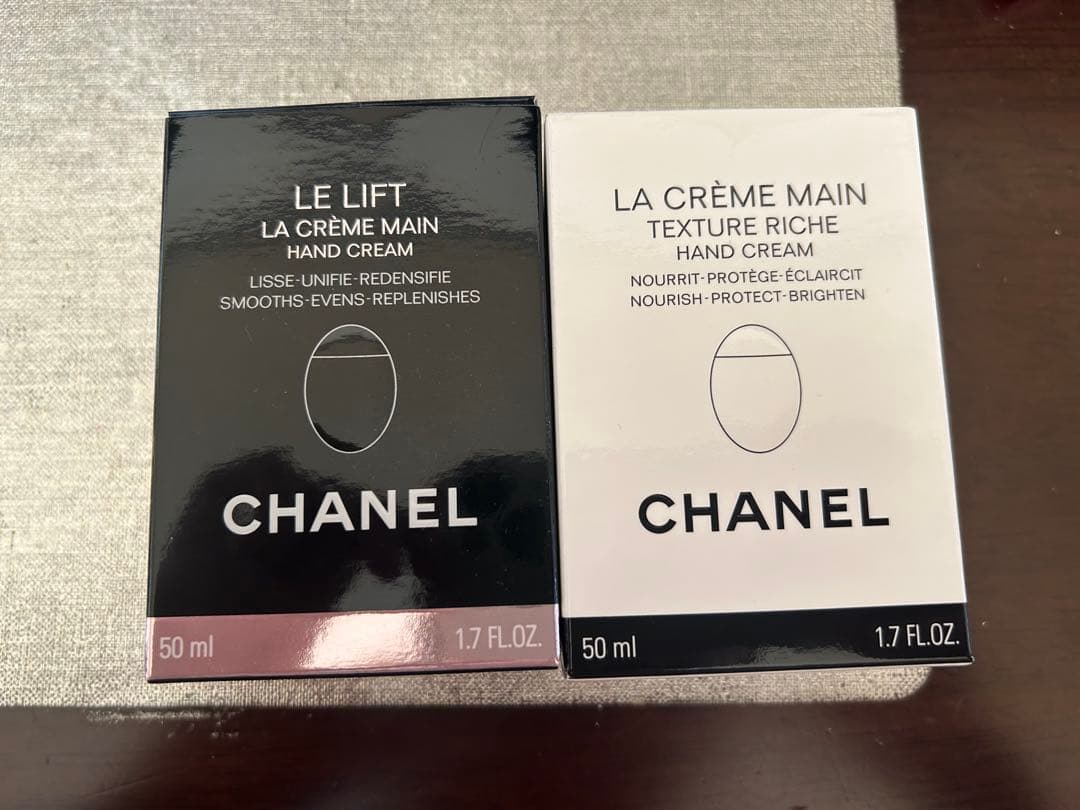 LE LIFT
LA CRÈME MAIN
HAND CREAM
LISSE-UNIFIE-REDENSIFIE
SMOOTHS-EVENS-REPLENISHES
CHANEL
50 ml 1.7 FL.OZ.
LA CRÈME MAIN
TEXTURE RICHE
HAND CREAM
NOURRIT-PROTÈGE-ÉCLAIRCIT
NOURISH-PROTECT-BRIGHTEN
CHANEL
50 ml 1.7 FL.OZ.